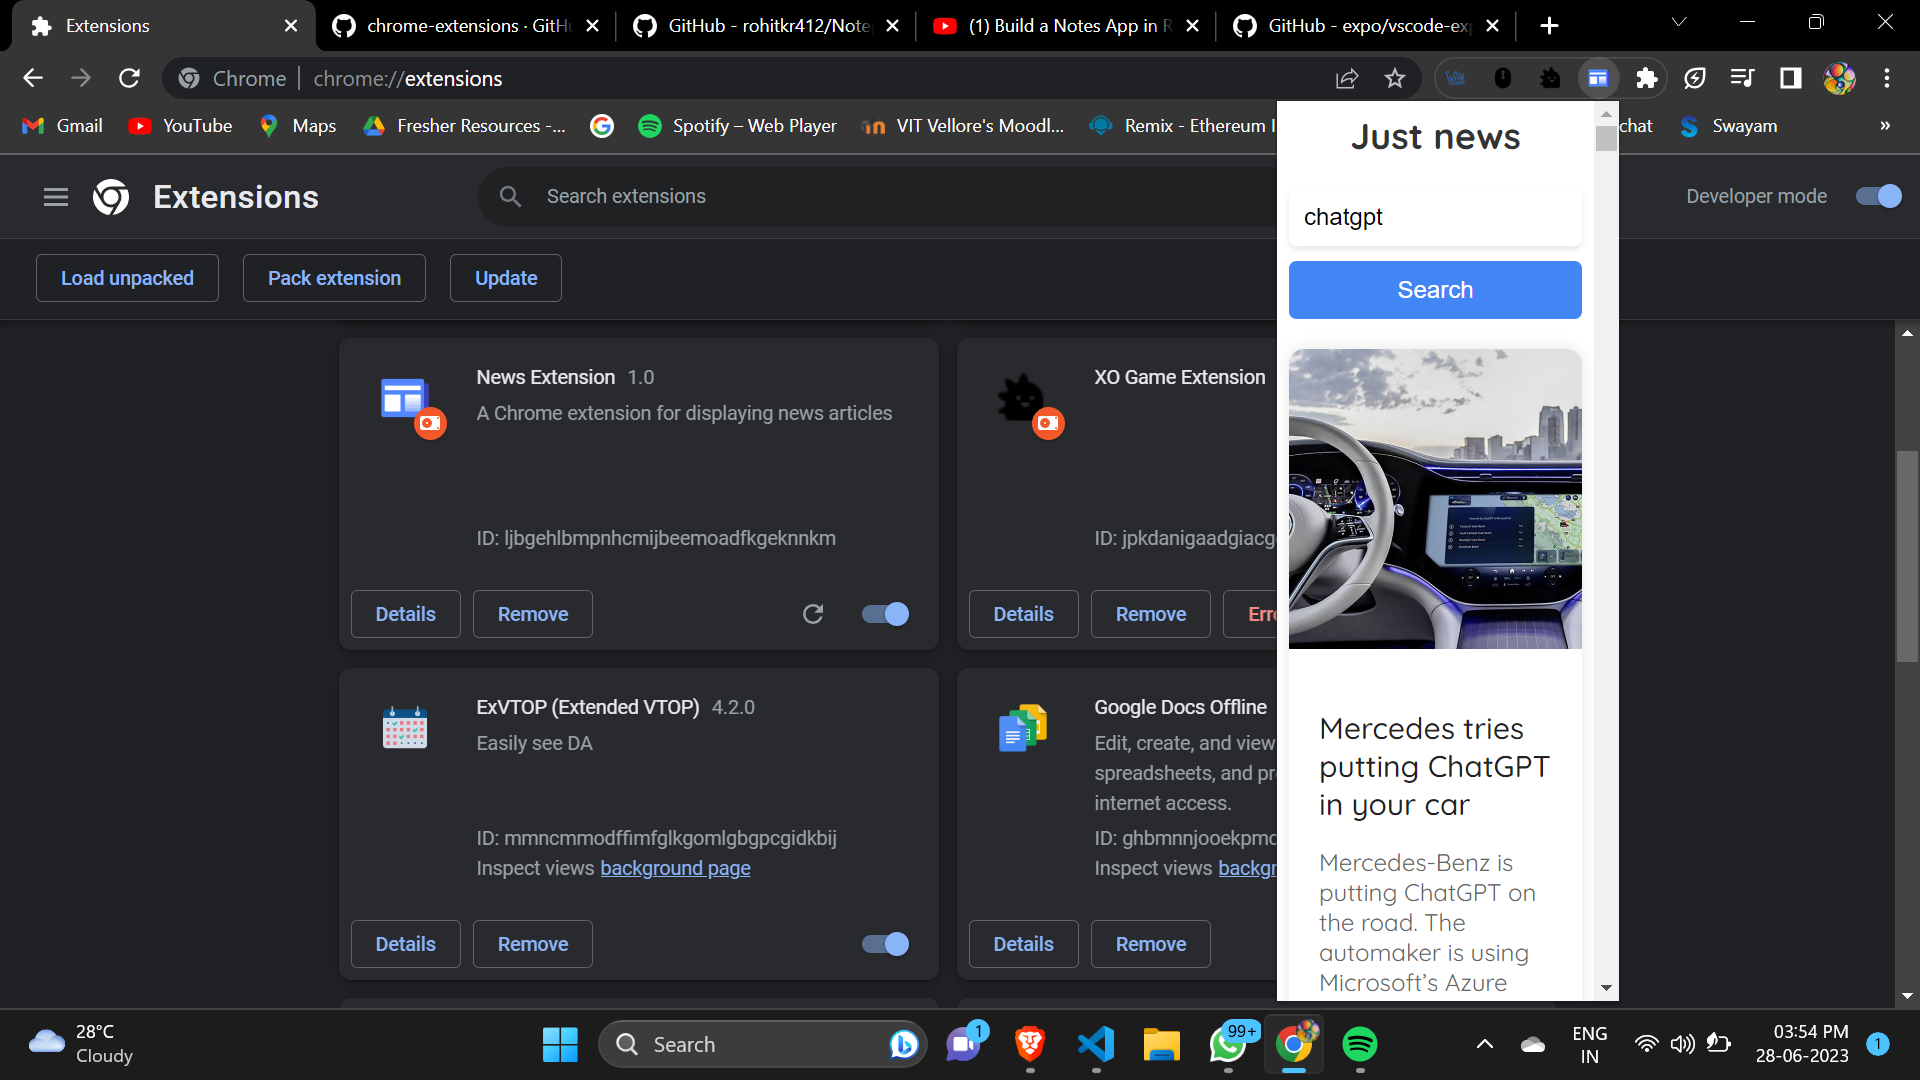 Extensions
chrome-extensions · GitHu
GitHub - rohitkr412/Note
(1) Build a Notes App in R
GitHub - expo/vscode-exp
Chrome | chrome://extensions
Gmail
YouTube
Maps
Fresher Resources -...
Spotify – Web Player
VIT Vellore's Moodl...
Remix - Ethereum I
chat
Swayam
»
Extensions
Search extensions
Developer mode
Load unpacked
Pack extension
Update
News Extension 1.0
A Chrome extension for displaying news articles
ID: ljbgehlbmpnhcmijbeemoadfkgeknnkm
Details
Remove
XO Game Extension
ID: jpkdanigaadgiacg
Details
Remove
Erro
ExVTOP (Extended VTOP) 4.2.0
Easily see DA
ID: mmncmmodffimfglkgomlgbgpcgidkbij
Inspect views background page
Details
Remove
Google Docs Offline
Edit, create, and view
spreadsheets, and pr
internet access.
ID: ghbmnnjooekpmo
Inspect views backgr
Details
Remove
Just news
chatgpt
Search
Mercedes tries
putting ChatGPT
in your car
Mercedes-Benz is
putting ChatGPT on
the road. The
automaker is using
Microsoft’s Azure
28°C
Cloudy
Search
1
99+
ENG
IN
03:54 PM
28-06-2023
1